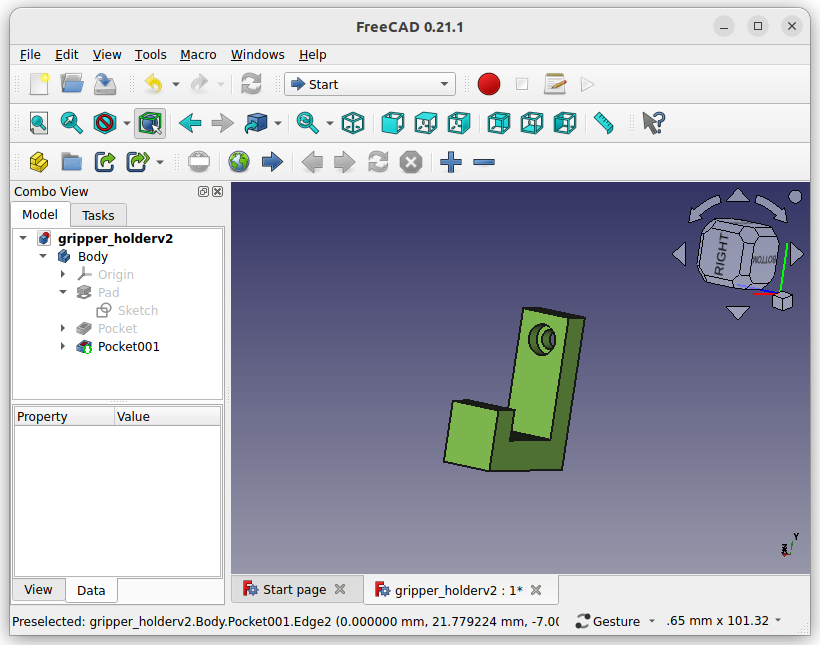 FreeCAD 0.21.1
File Edit View Tools Macro Windows Help
Start
Combo View
Model Tasks
gripper_holderv2
Body
Origin
Pad
Sketch
Pocket
Pocket001
Property Value
View Data
RIGHT
BOTTOM
Y
Start page
gripper_holderv2 : 1*
Preselected: gripper_holderv2.Body.Pocket001.Edge2 (0.000000 mm, 21.779224 mm, -7.00 Gesture .65 mm x 101.32